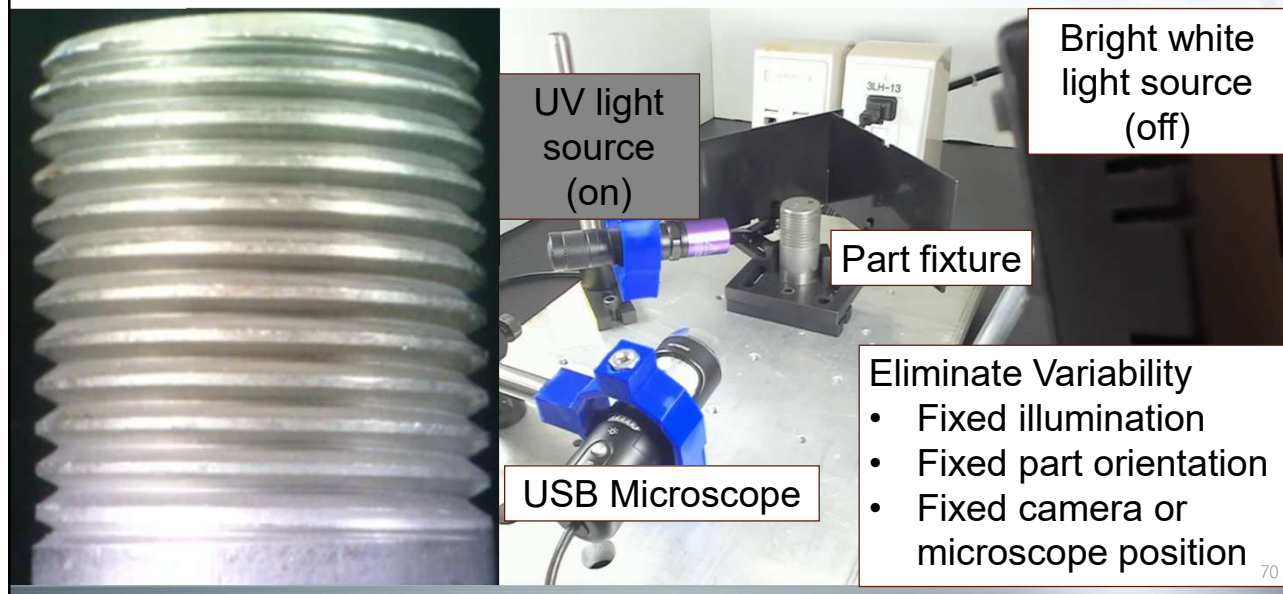 UV light
source
(on)
3LH-13
Bright white
light source
(off)
Part fixture
USB Microscope
Eliminate Variability
• Fixed illumination
• Fixed part orientation
• Fixed camera or
microscope position
70